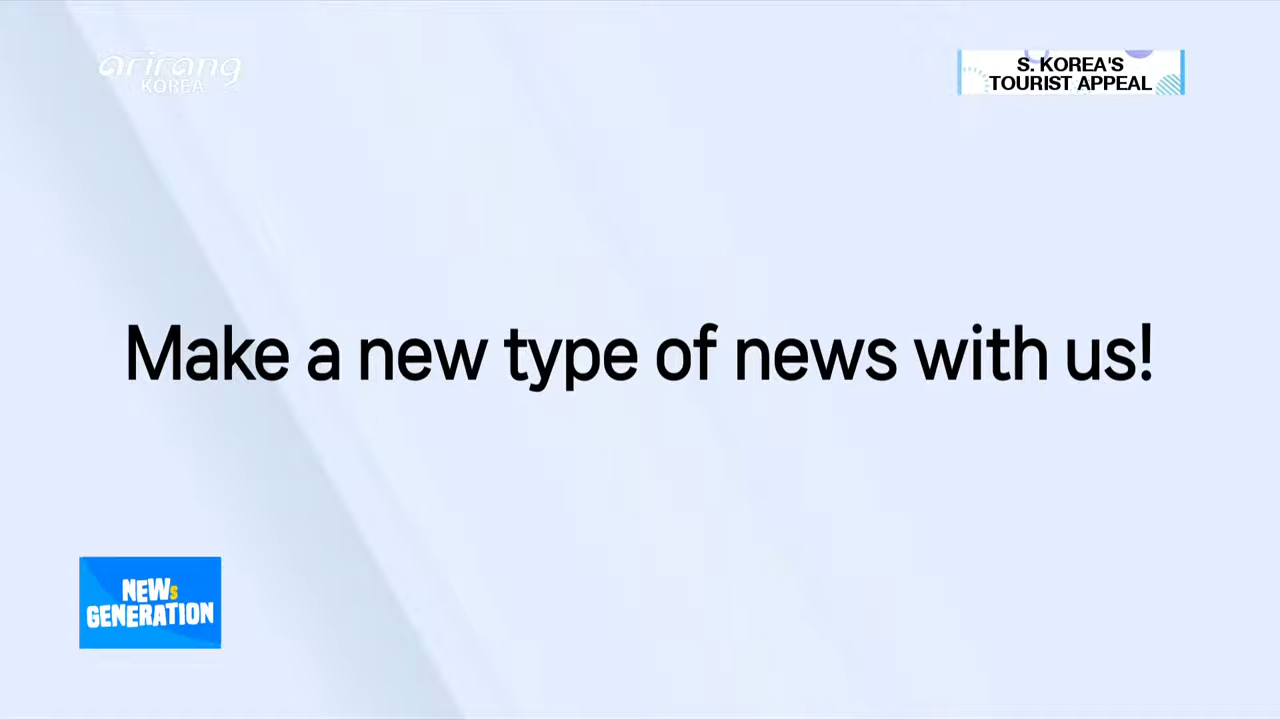 arirang
KOREA
S. KOREA'S
TOURIST APPEAL
Make a new type of news with us!
NEWs
GENERATION